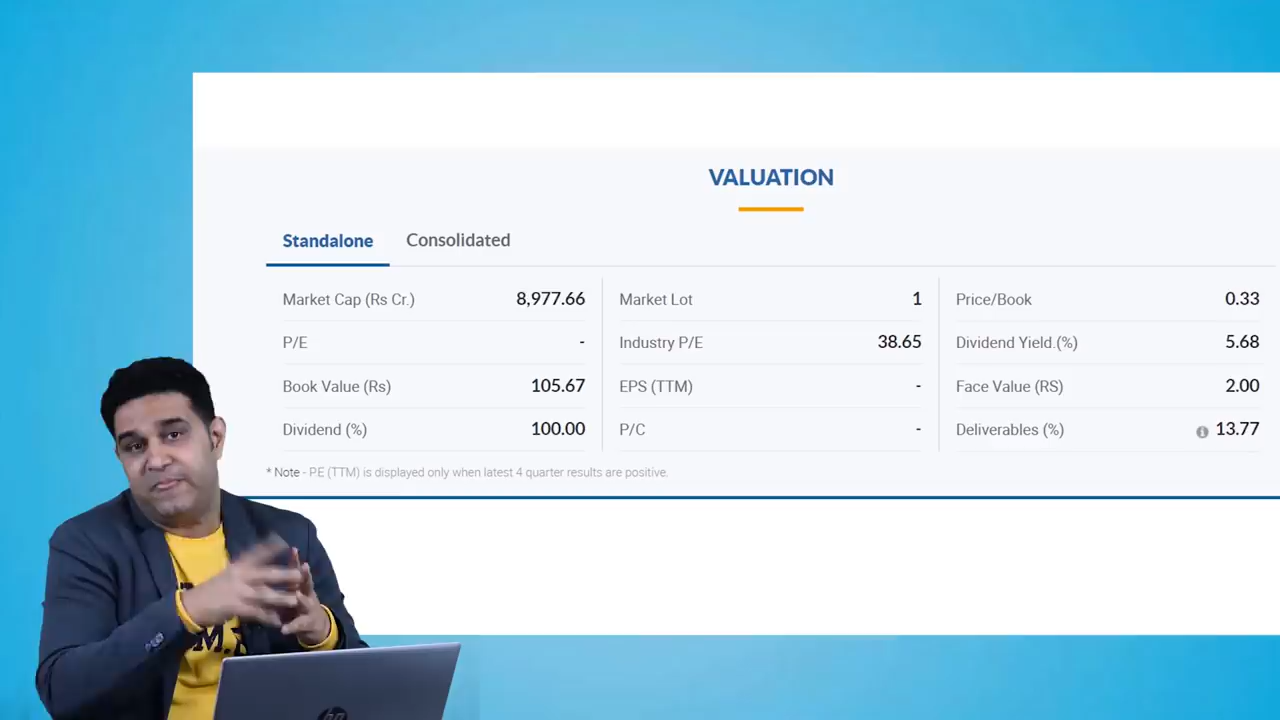 VALUATION
Standalone Consolidated
Market Cap (Rs Cr.) 8,977.66 Market Lot 1 Price/Book 0.33
P/E - Industry P/E 38.65 Dividend Yield.(%) 5.68
Book Value (Rs) 105.67 EPS (TTM) - Face Value (RS) 2.00
Dividend (%) 100.00 P/C - Deliverables (%) 13.77
* Note - PE (TTM) is displayed only when latest 4 quarter results are positive.
hp